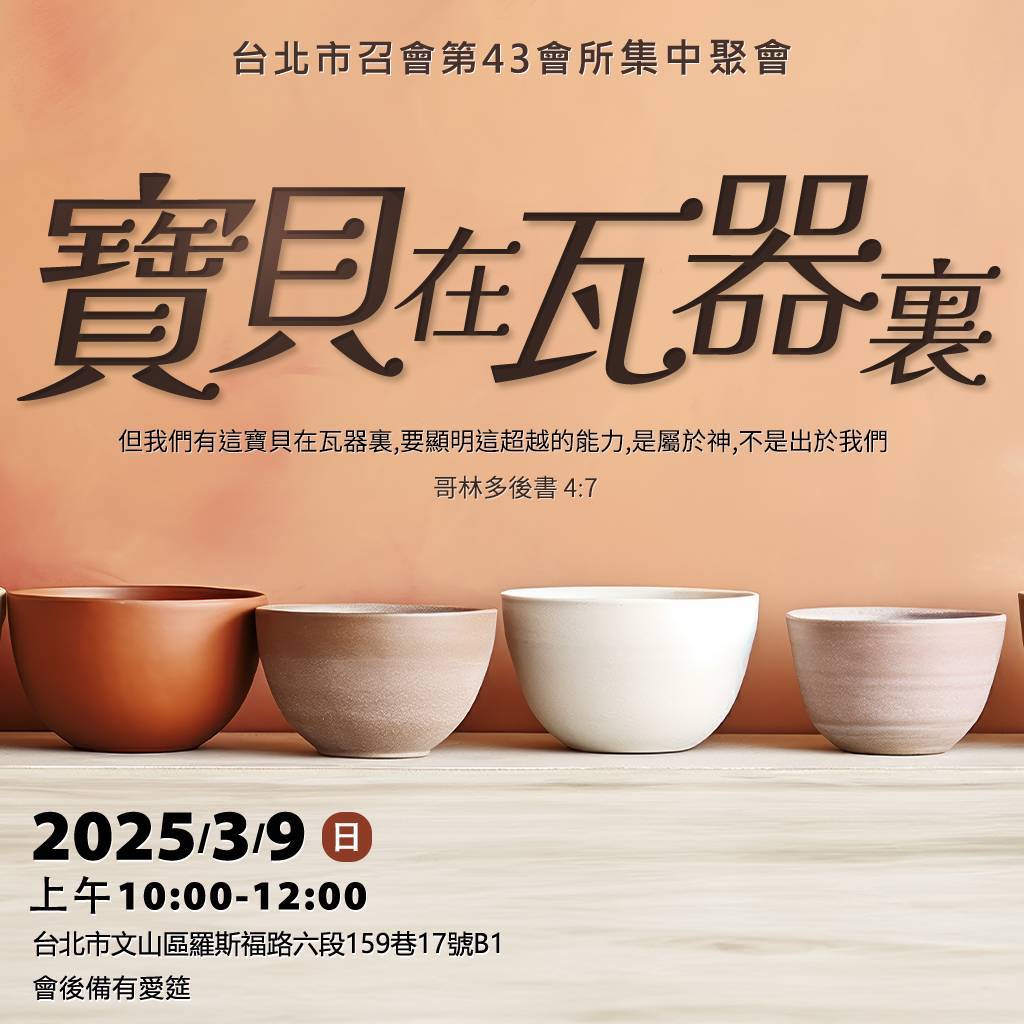 台北市召會第43會所集中聚會
寶貝在瓦器裏
但我們有這寶貝在瓦器裏,要顯明這超越的能力,是屬於神,不是出於我們
哥林多後書 4:7
2025/3/9 日
上午10:00-12:00
台北市文山區羅斯福路六段159巷17號B1
會後備有愛筵